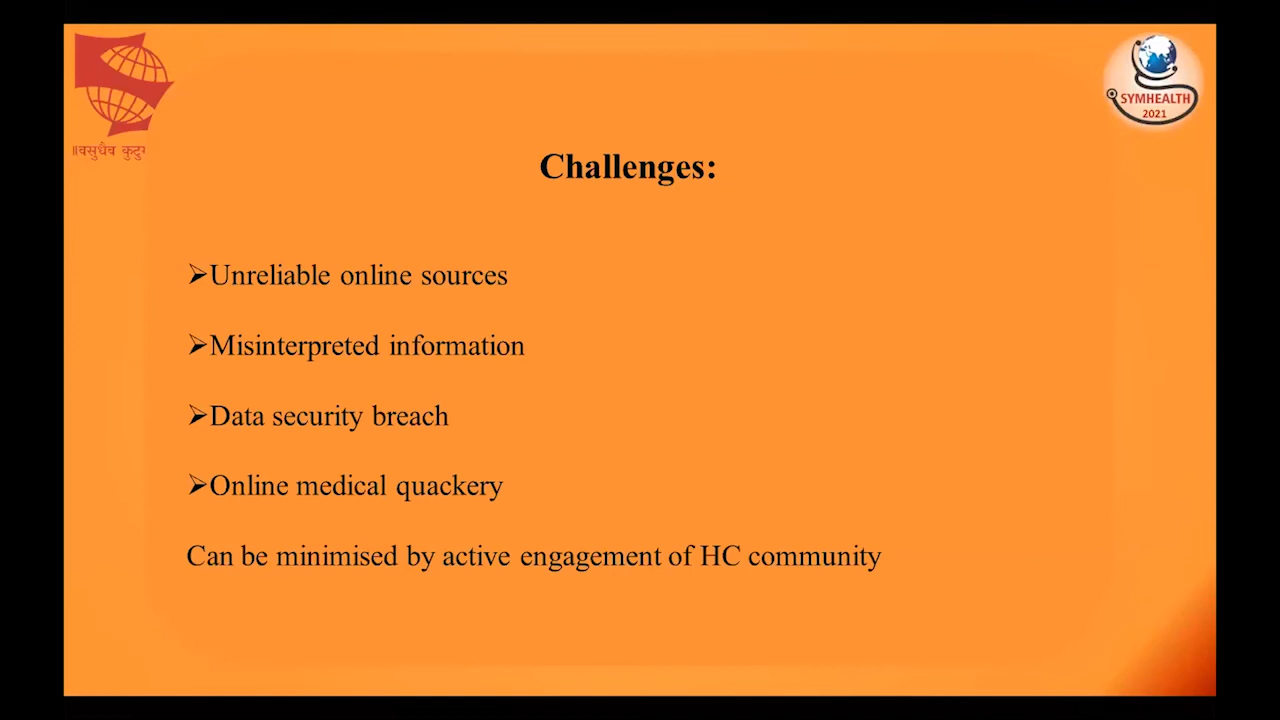 ॥वसुधैव
SYMHEALTH
2021
Challenges:
➢Unreliable online sources
➢Misinterpreted information
➢Data security breach
➢Online medical quackery
Can be minimised by active engagement of HC community